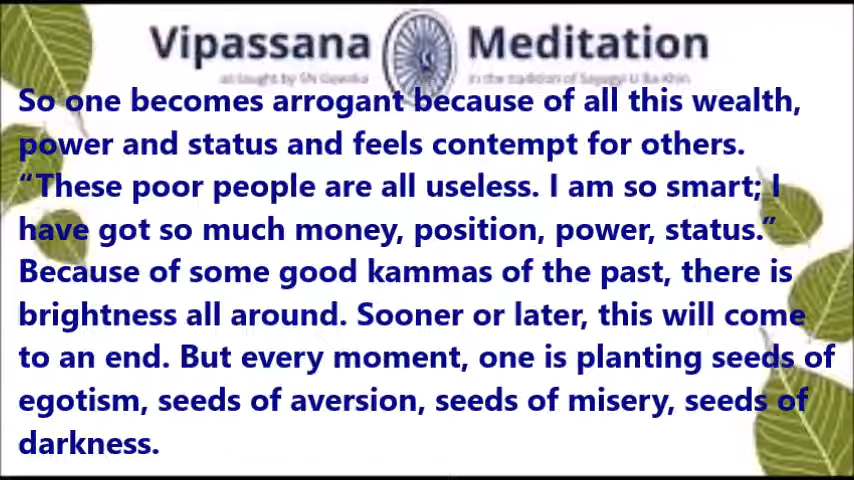 Vipassana Meditation
as taught by SN Goenka in the tradition of Sayagyi U Ba Khin
So one becomes arrogant because of all this wealth,
power and status and feels contempt for others.
“These poor people are all useless. I am so smart; I
have got so much money, position, power, status.”
Because of some good kammas of the past, there is
brightness all around. Sooner or later, this will come
to an end. But every moment, one is planting seeds of
egotism, seeds of aversion, seeds of misery, seeds of
darkness.